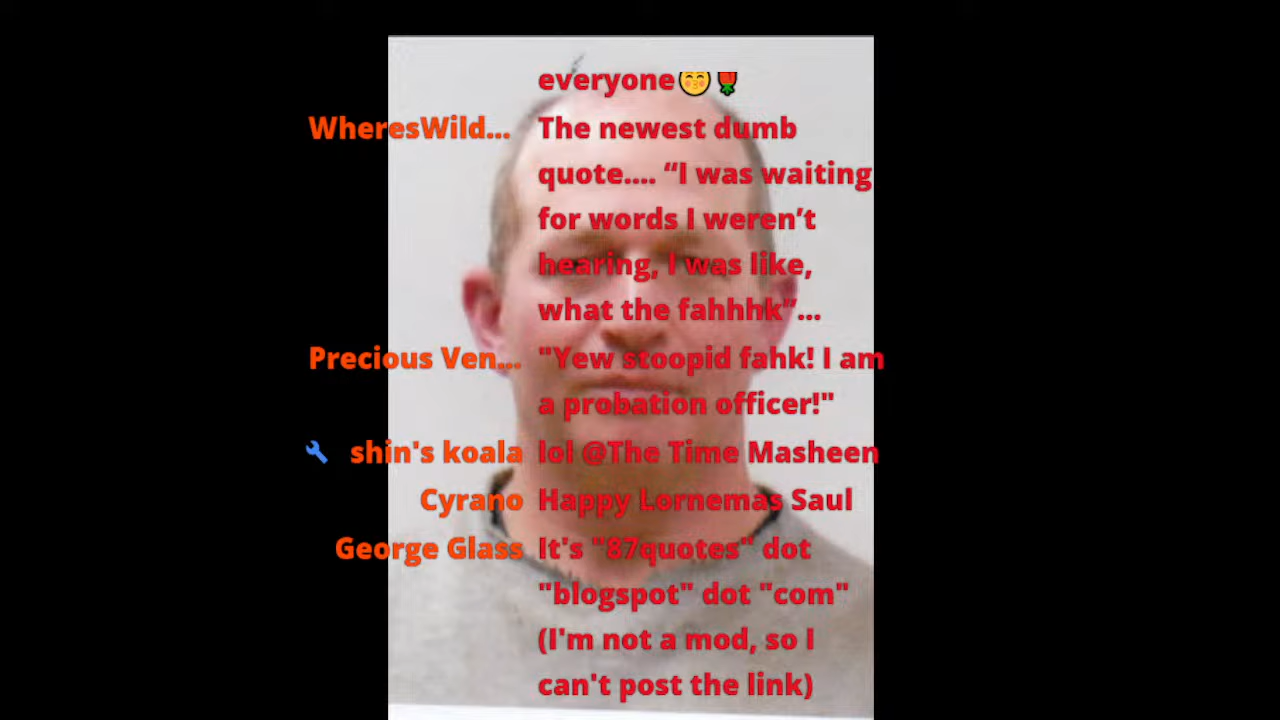 everyone😚🌹
WheresWild... The newest dumb
quote.... “I was waiting
for words I weren’t
hearing, I was like,
what the fahhhk”...
Precious Ven... "Yew stoopid fahk! I am
a probation officer!"
shin's koala lol @The Time Masheen
Cyrano Happy Lornemas Saul
George Glass It's "87quotes" dot
"blogspot" dot "com"
(I'm not a mod, so I
can't post the link)